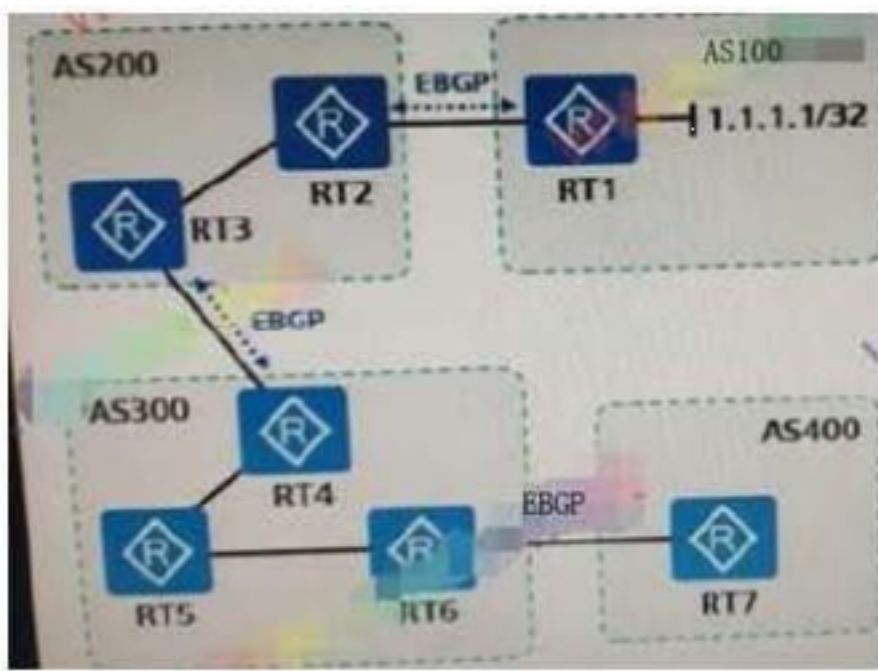 AS200
EBGP
AS100
1.1.1.1/32
R
R
RT2
RT1
R
RT3
EBGP
AS300
R
AS400
RT4
EBGP
R
R
R
RT5
RT6
RT7